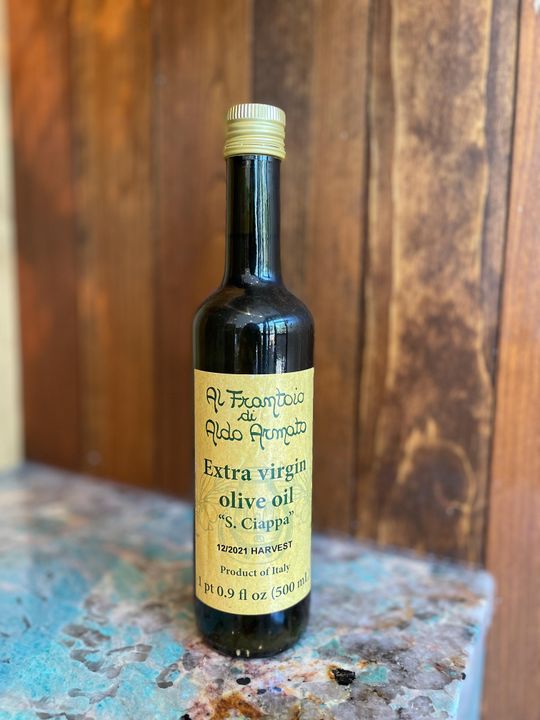 Al Frantoio
di
Aldo Armato
Extra virgin
olive oil
"S. Ciappa"
12/2021 HARVEST
Product of Italy
1 pt 0.9 fl oz (500 mL